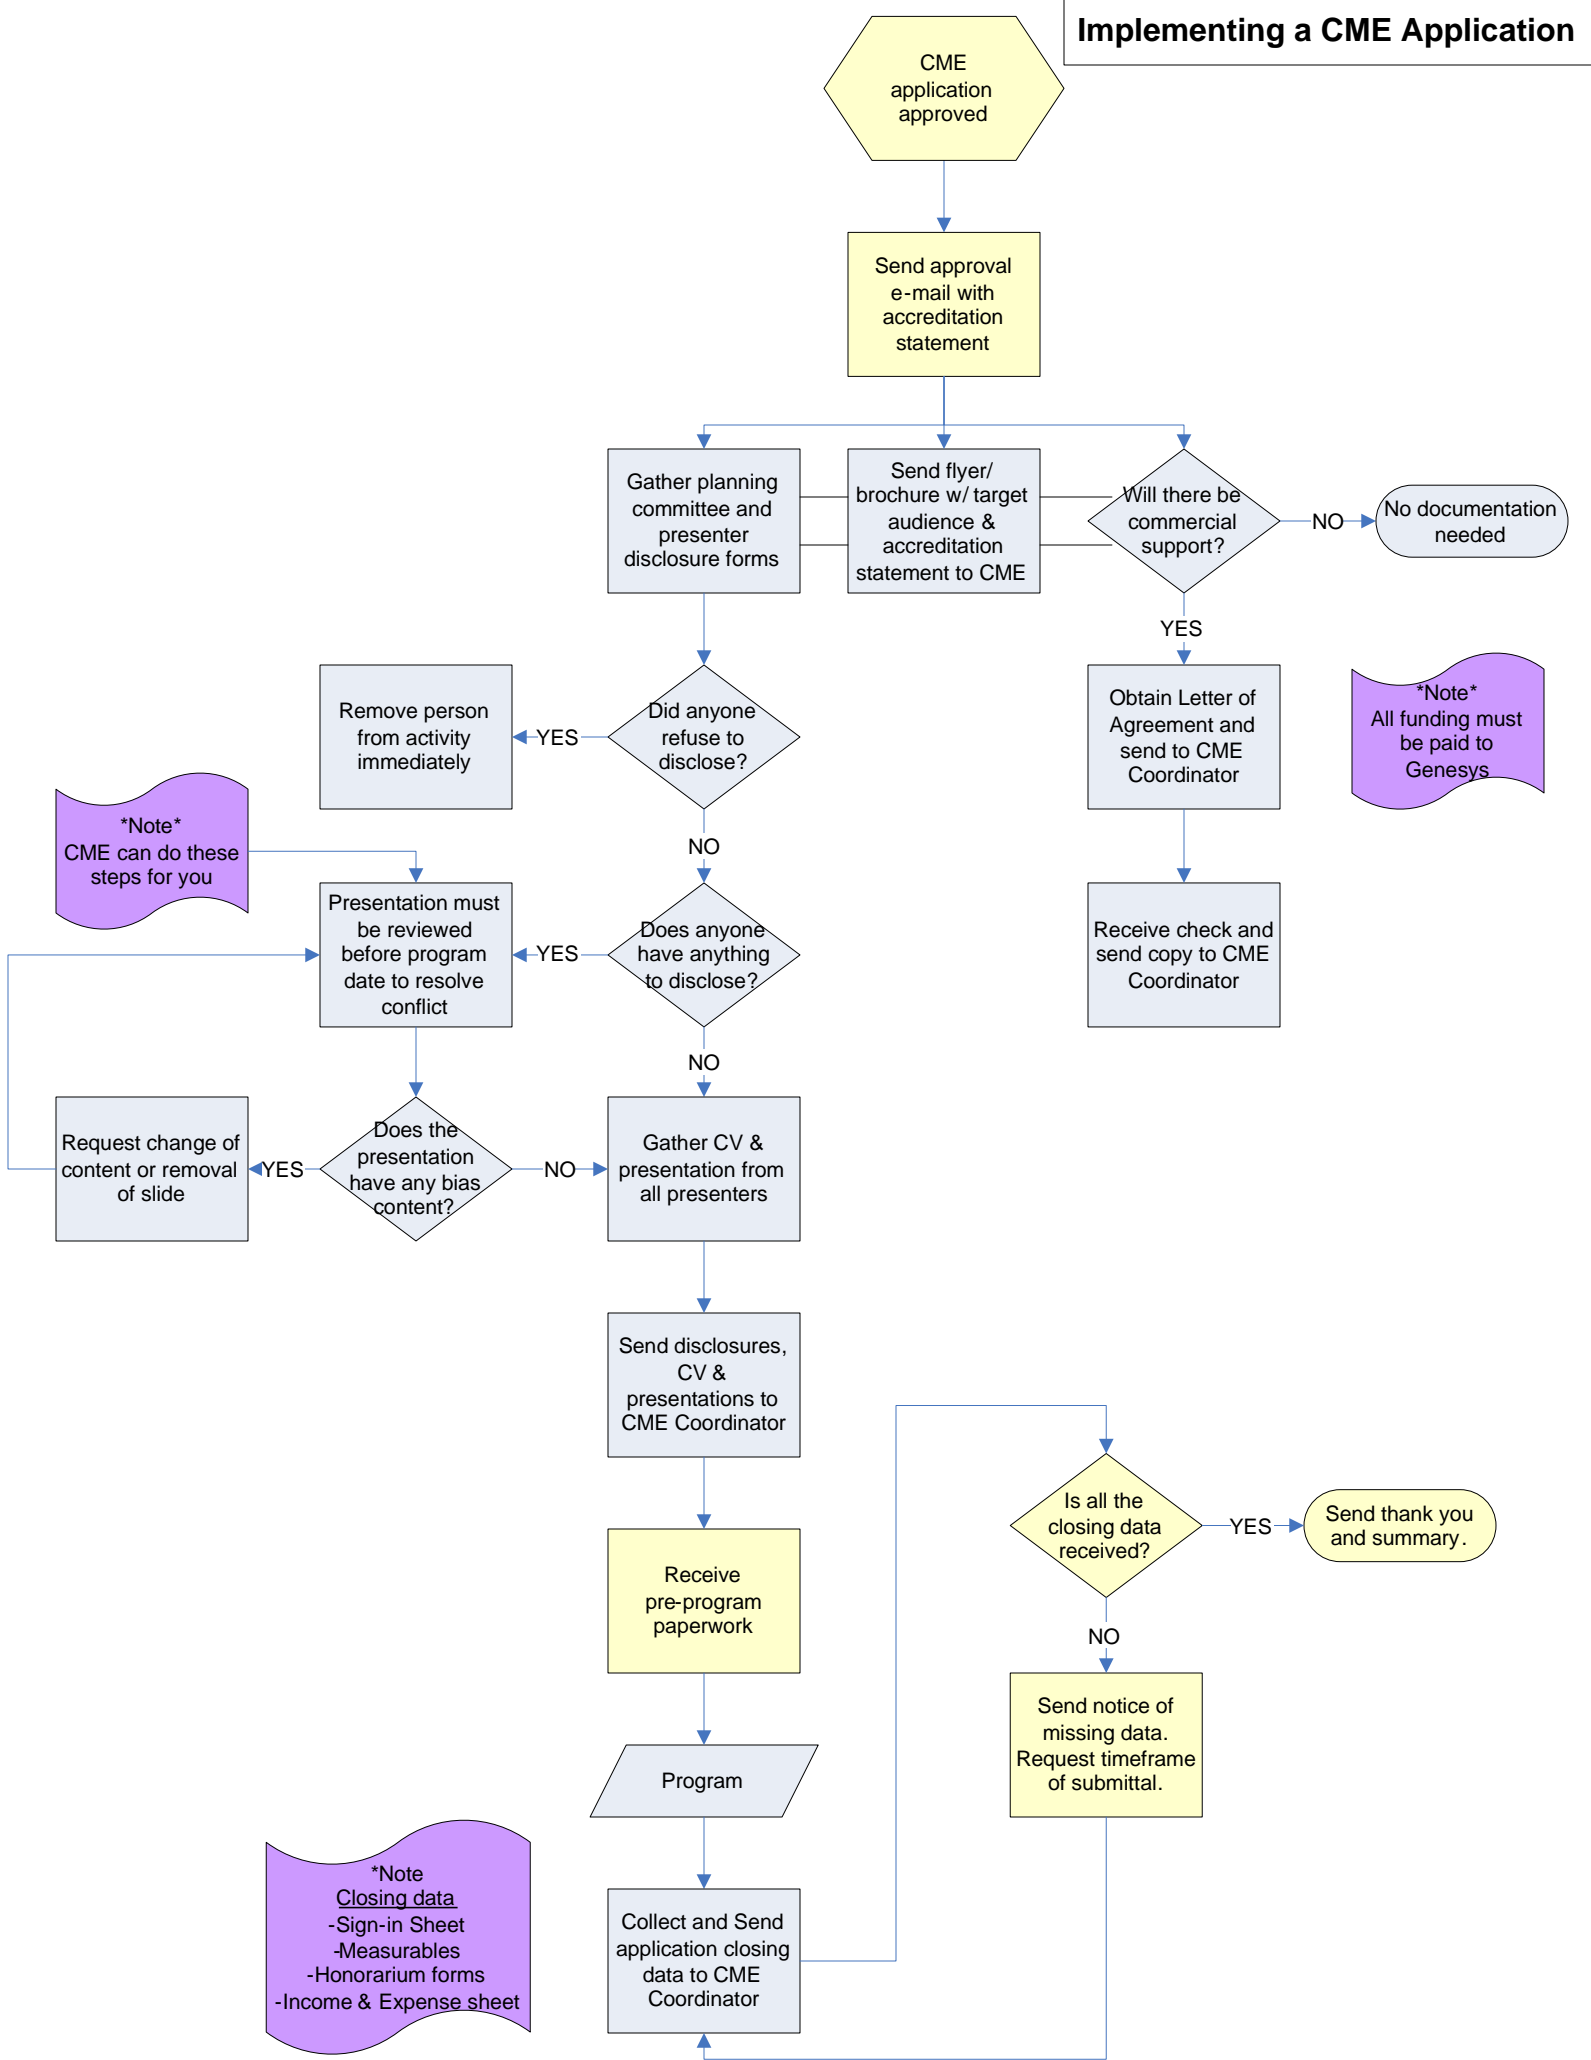 Implementing a CME Application
CME
application
approved
Send approval
e-mail with
accreditation
statement
Gather planning
committee and
presenter
disclosure forms
Send flyer/
brochure w/ target
audience &
accreditation
statement to CME
Will there be
commercial
support?
NO
No documentation
needed
YES
Remove person
from activity
immediately
YES
Did anyone
refuse to
disclose?
Obtain Letter of
Agreement and
send to CME
Coordinator
*Note*
All funding must
be paid to
Genesys
*Note*
CME can do these
steps for you
NO
Presentation must
be reviewed
before program
date to resolve
conflict
YES
Does anyone
have anything
to disclose?
Receive check and
send copy to CME
Coordinator
NO
Request change of
content or removal
of slide
YES
Does the
presentation
have any bias
content?
NO
Gather CV &
presentation from
all presenters
Send disclosures,
CV &
presentations to
CME Coordinator
Is all the
closing data
received?
YES
Send thank you
and summary.
Receive
pre-program
paperwork
NO
Send notice of
missing data.
Request timeframe
of submittal.
Program
*Note
Closing data
-Sign-in Sheet
-Measurables
-Honorarium forms
-Income & Expense sheet
Collect and Send
application closing
data to CME
Coordinator